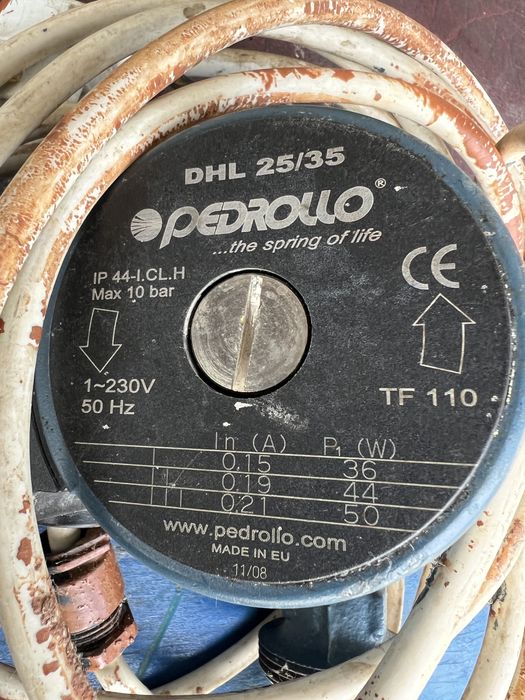 DHL 25/35
PEDROLLO®
...the spring of life
IP 44-I.CL.H
Max 10 bar
CE
1~230V
50 Hz
TF 110
In (A) P₁ (W)
0.15 36
0.19 44
0.21 50
www.pedrollo.com
MADE IN EU
11/08